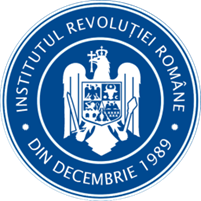 INSTITUTUL REVOLUȚIEI ROMÂNE
DIN DECEMBRIE 1989